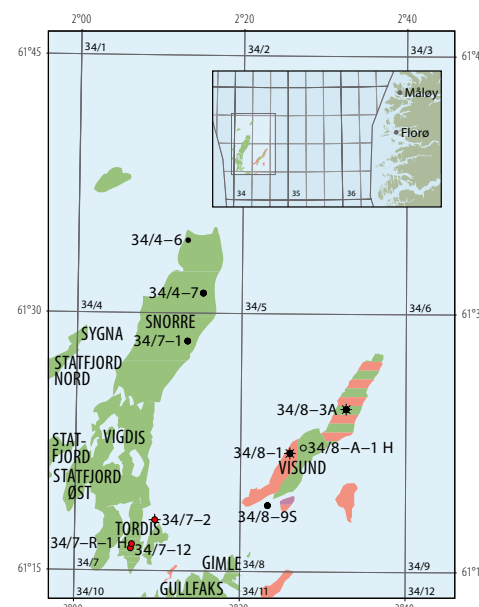 2°00' 2°20' 2°40'
61°45' 34/1 34/2 34/3 61°4
Måløy
Florø
34 35 36
34/4-6
34/4-7
61°30' 34/4 34/5 34/6 61°3
SNORRE
SYGNA 34/7-1
STATFJORD
NORD
34/8-3A
STAT-
FJORD
VIGDIS
34/8-1 34/8-A-1 H
VISUND
STATFJORD
ØST
34/8-9S
34/7-2
TORDIS
34/7-R-1 H
34/7-12
GIMLE
61°15' 34/7 34/8 34/9 61°1
GULLFAKS
34/10 34/11 34/12